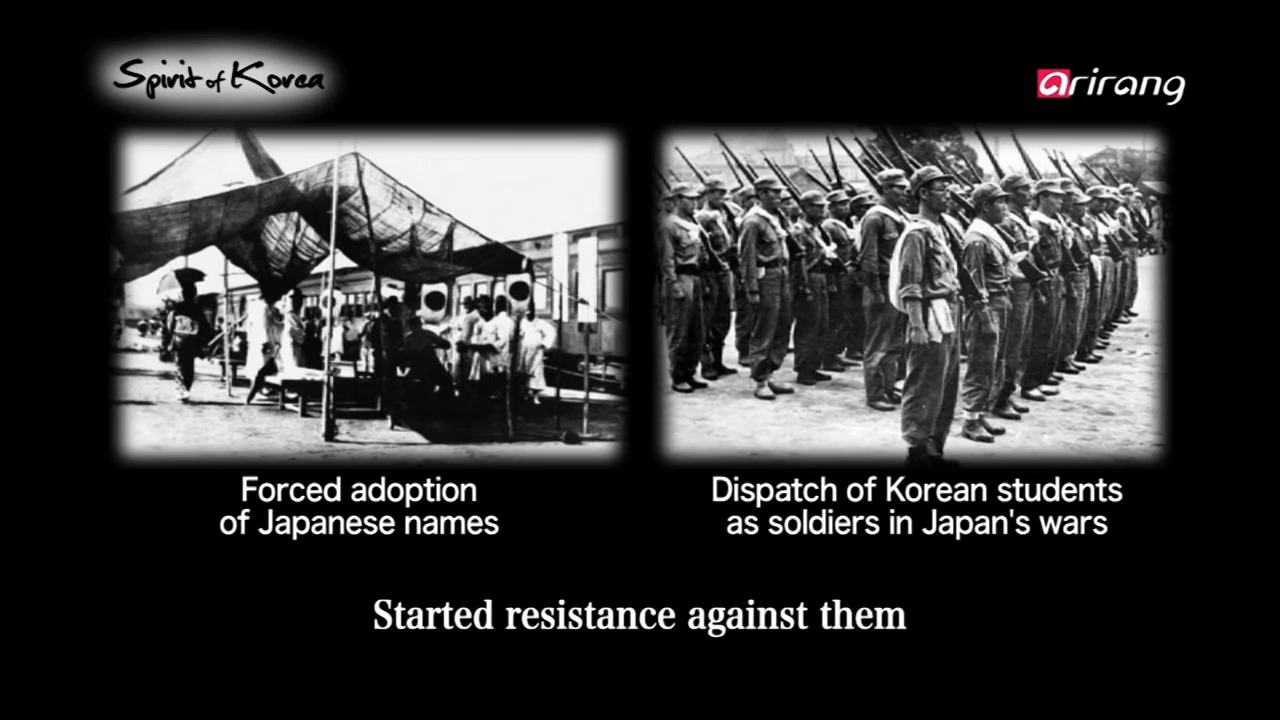 Spirit of Korea
arirang
Forced adoption
of Japanese names
Dispatch of Korean students
as soldiers in Japan's wars
Started resistance against them